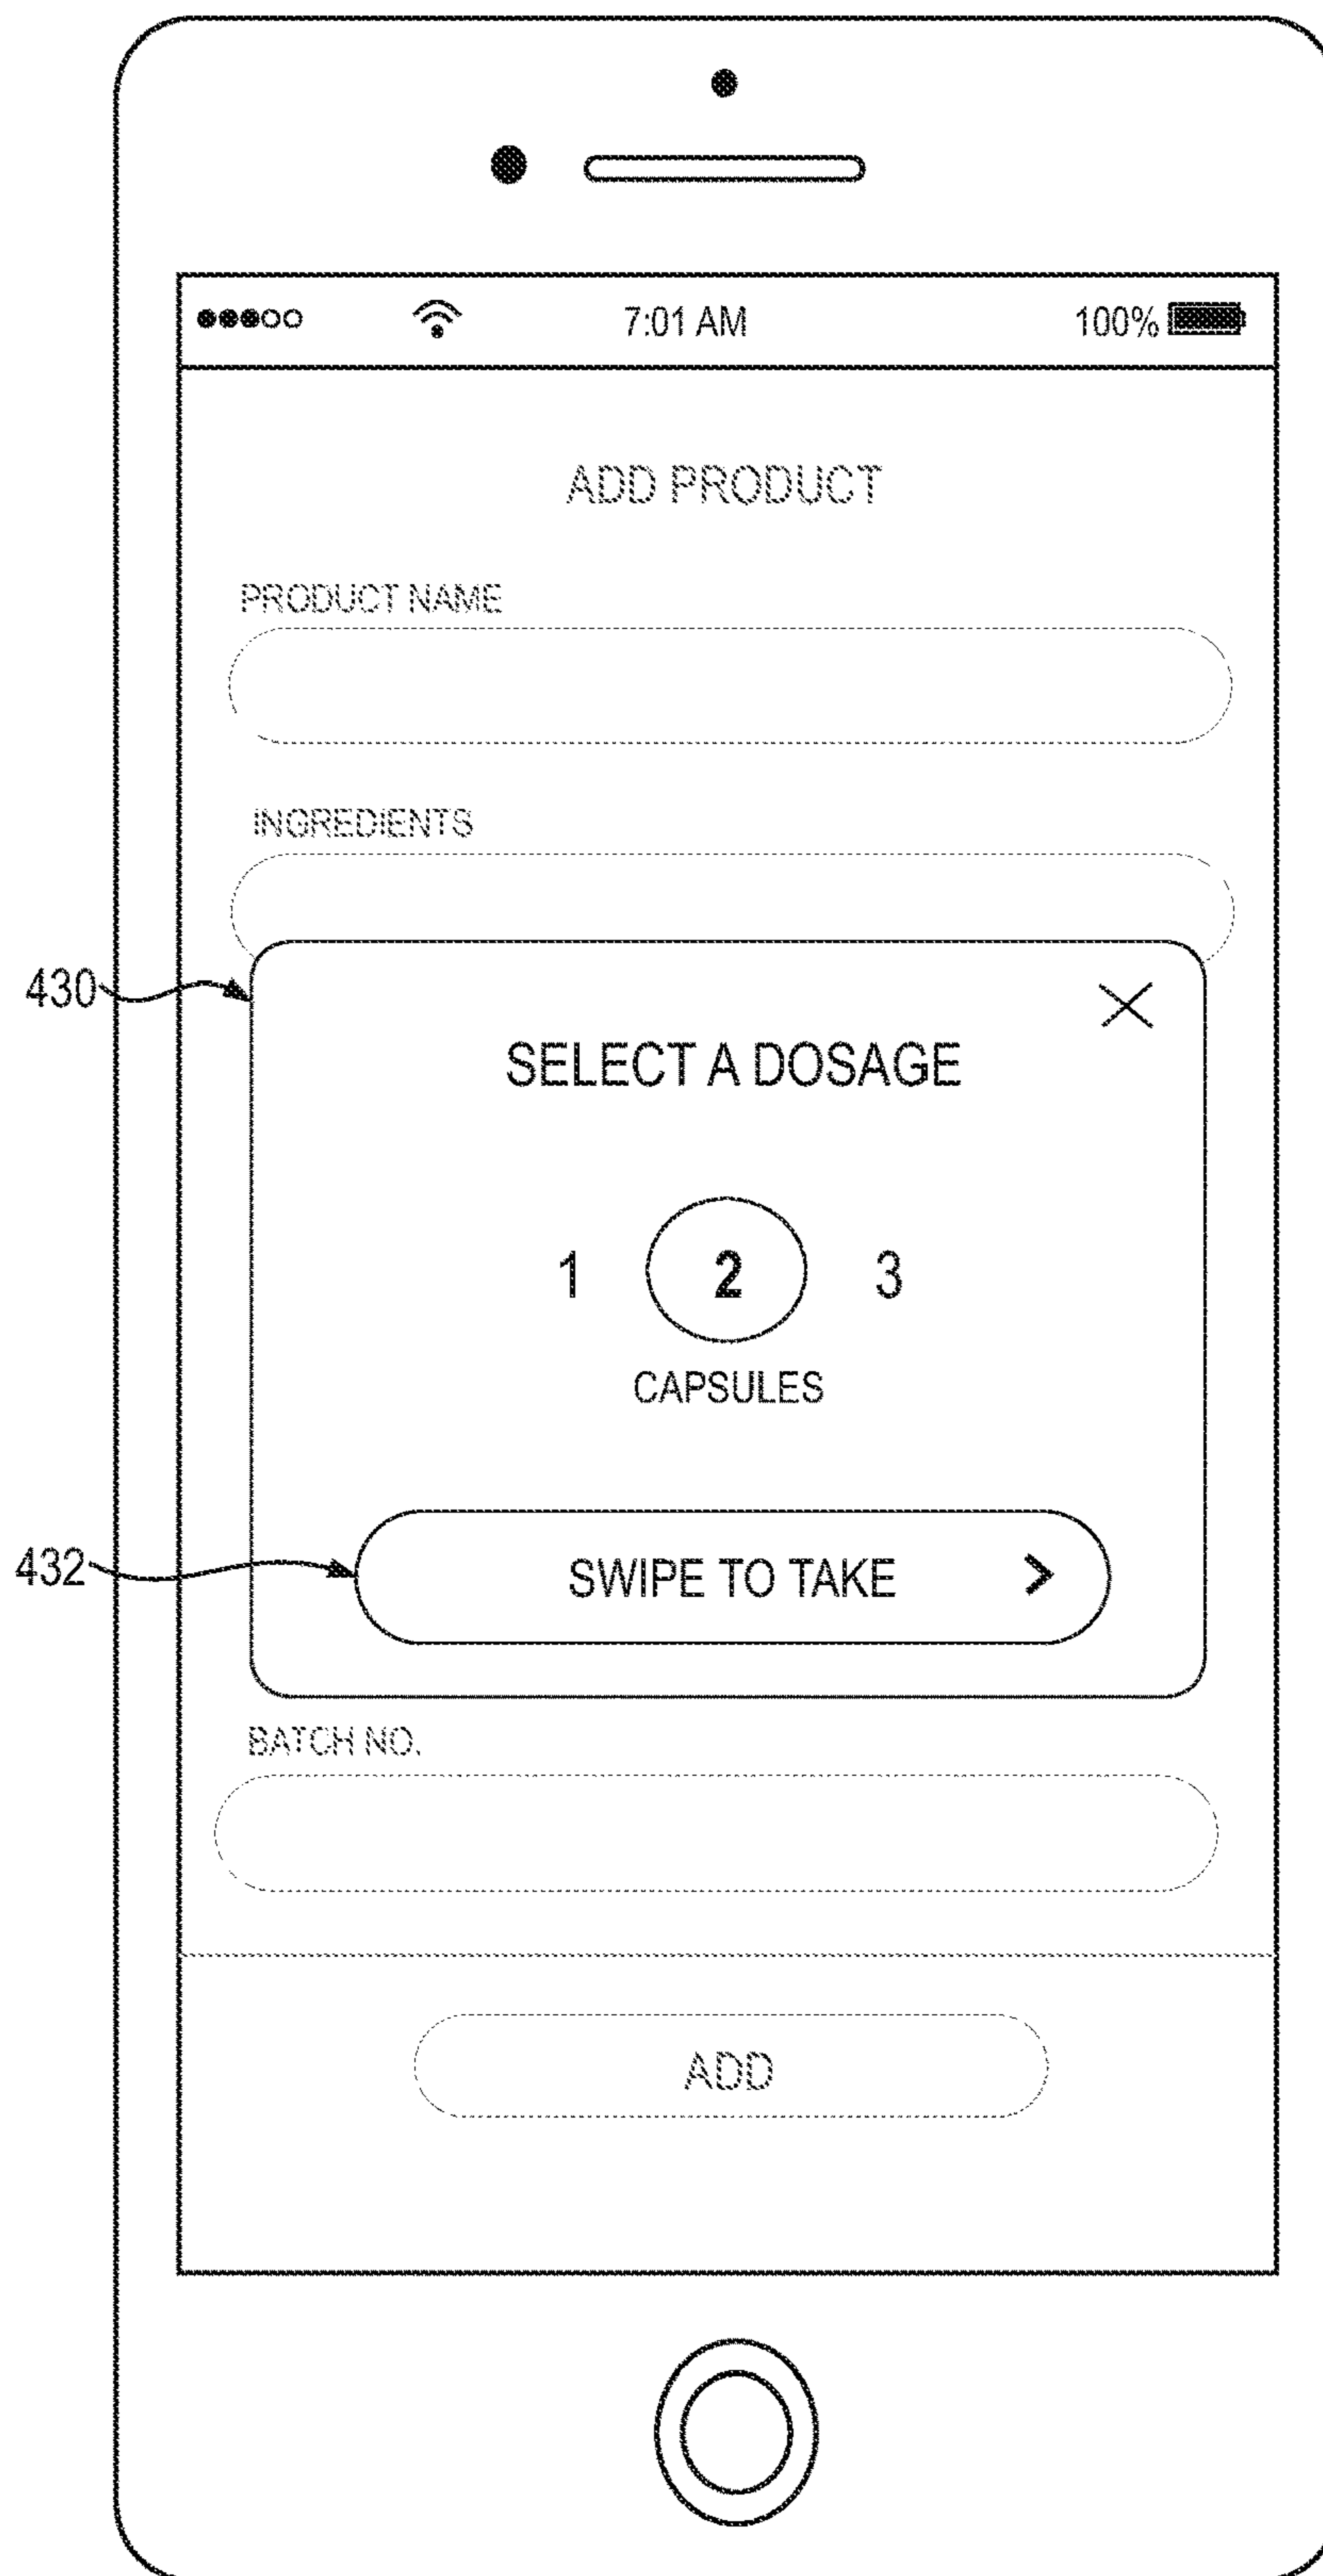 7:01 AM 100%
ADD PRODUCT
PRODUCT NAME
INGREDIENTS
430
SELECT A DOSAGE
1 2 3
CAPSULES
432
SWIPE TO TAKE >
BATCH NO.
ADD